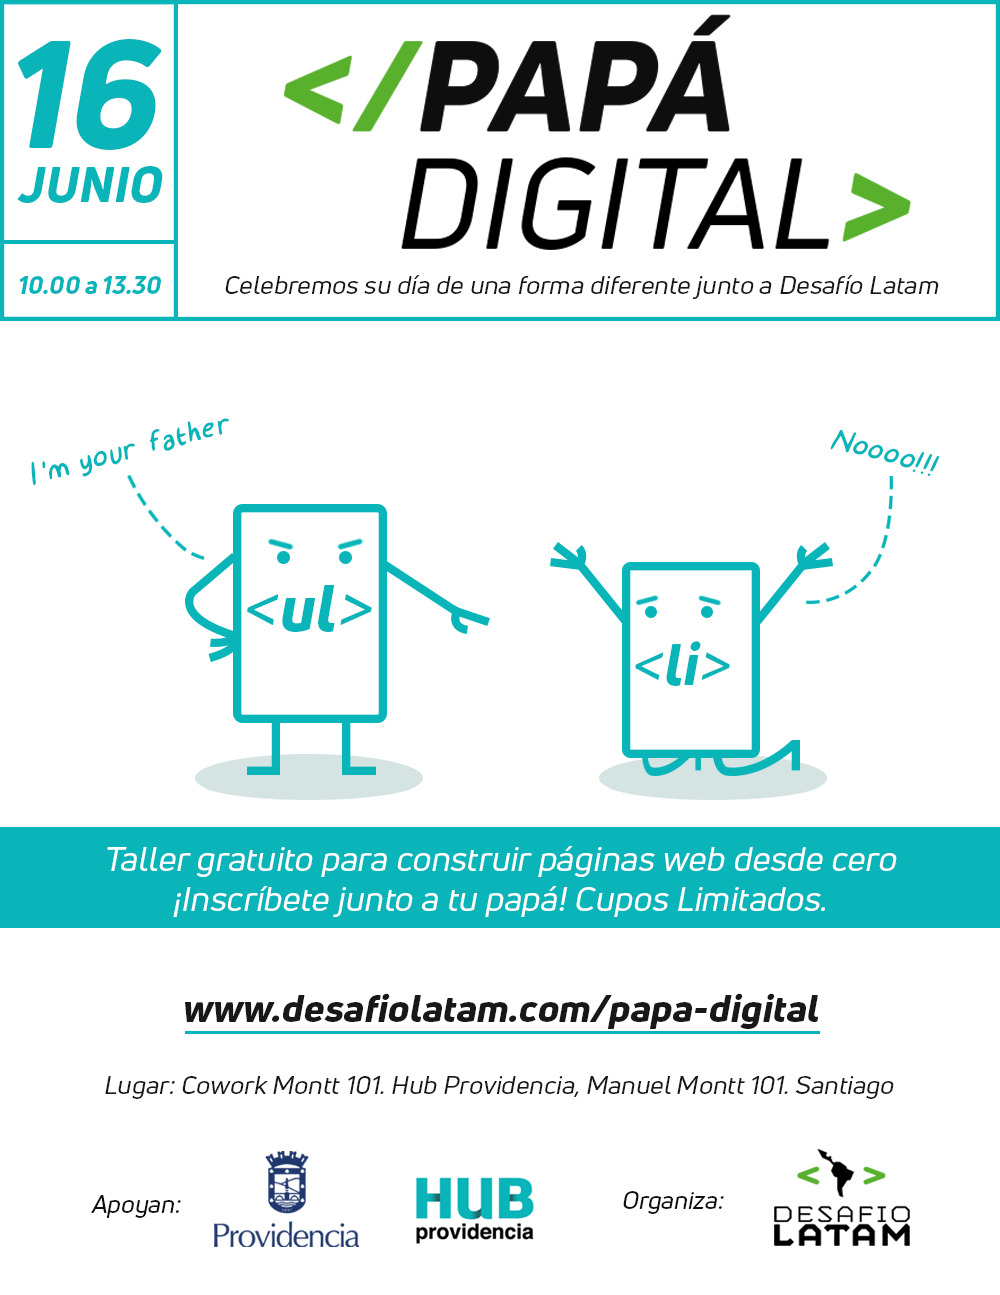 16
JUNIO
10.00 a 13.30
</PAPÁ
DIGITAL>
Celebremos su día de una forma diferente junto a Desafío Latam
I'm your father
Noooo!!!
<ul>
<li>
Taller gratuito para construir páginas web desde cero
¡Inscríbete junto a tu papá! Cupos Limitados.
www.desafiolatam.com/papa-digital
Lugar: Cowork Montt 101. Hub Providencia, Manuel Montt 101. Santiago
Apoyan:
Providencia
HUB
providencia
Organiza:
< >
DESAFIO
LATAM